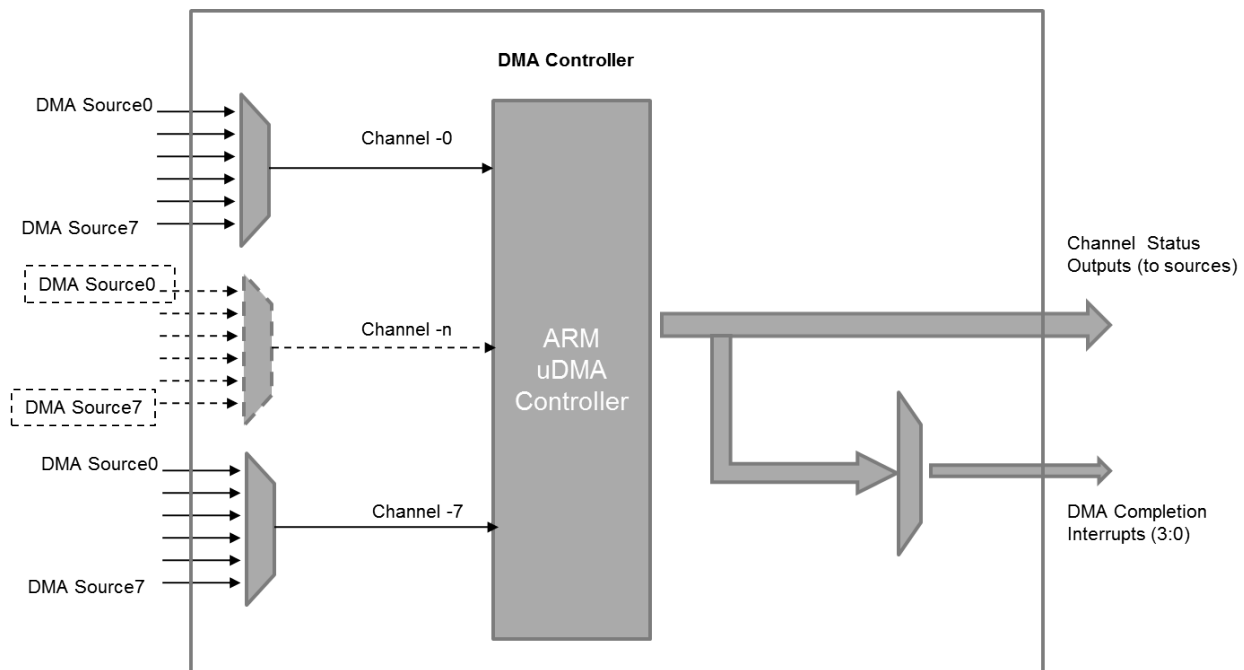 DMA Controller
DMA Source0
Channel -0
DMA Source7
DMA Source0
Channel -n
DMA Source7
DMA Source0
Channel -7
DMA Source7
ARM
uDMA
Controller
Channel Status
Outputs (to sources)
DMA Completion
Interrupts (3:0)